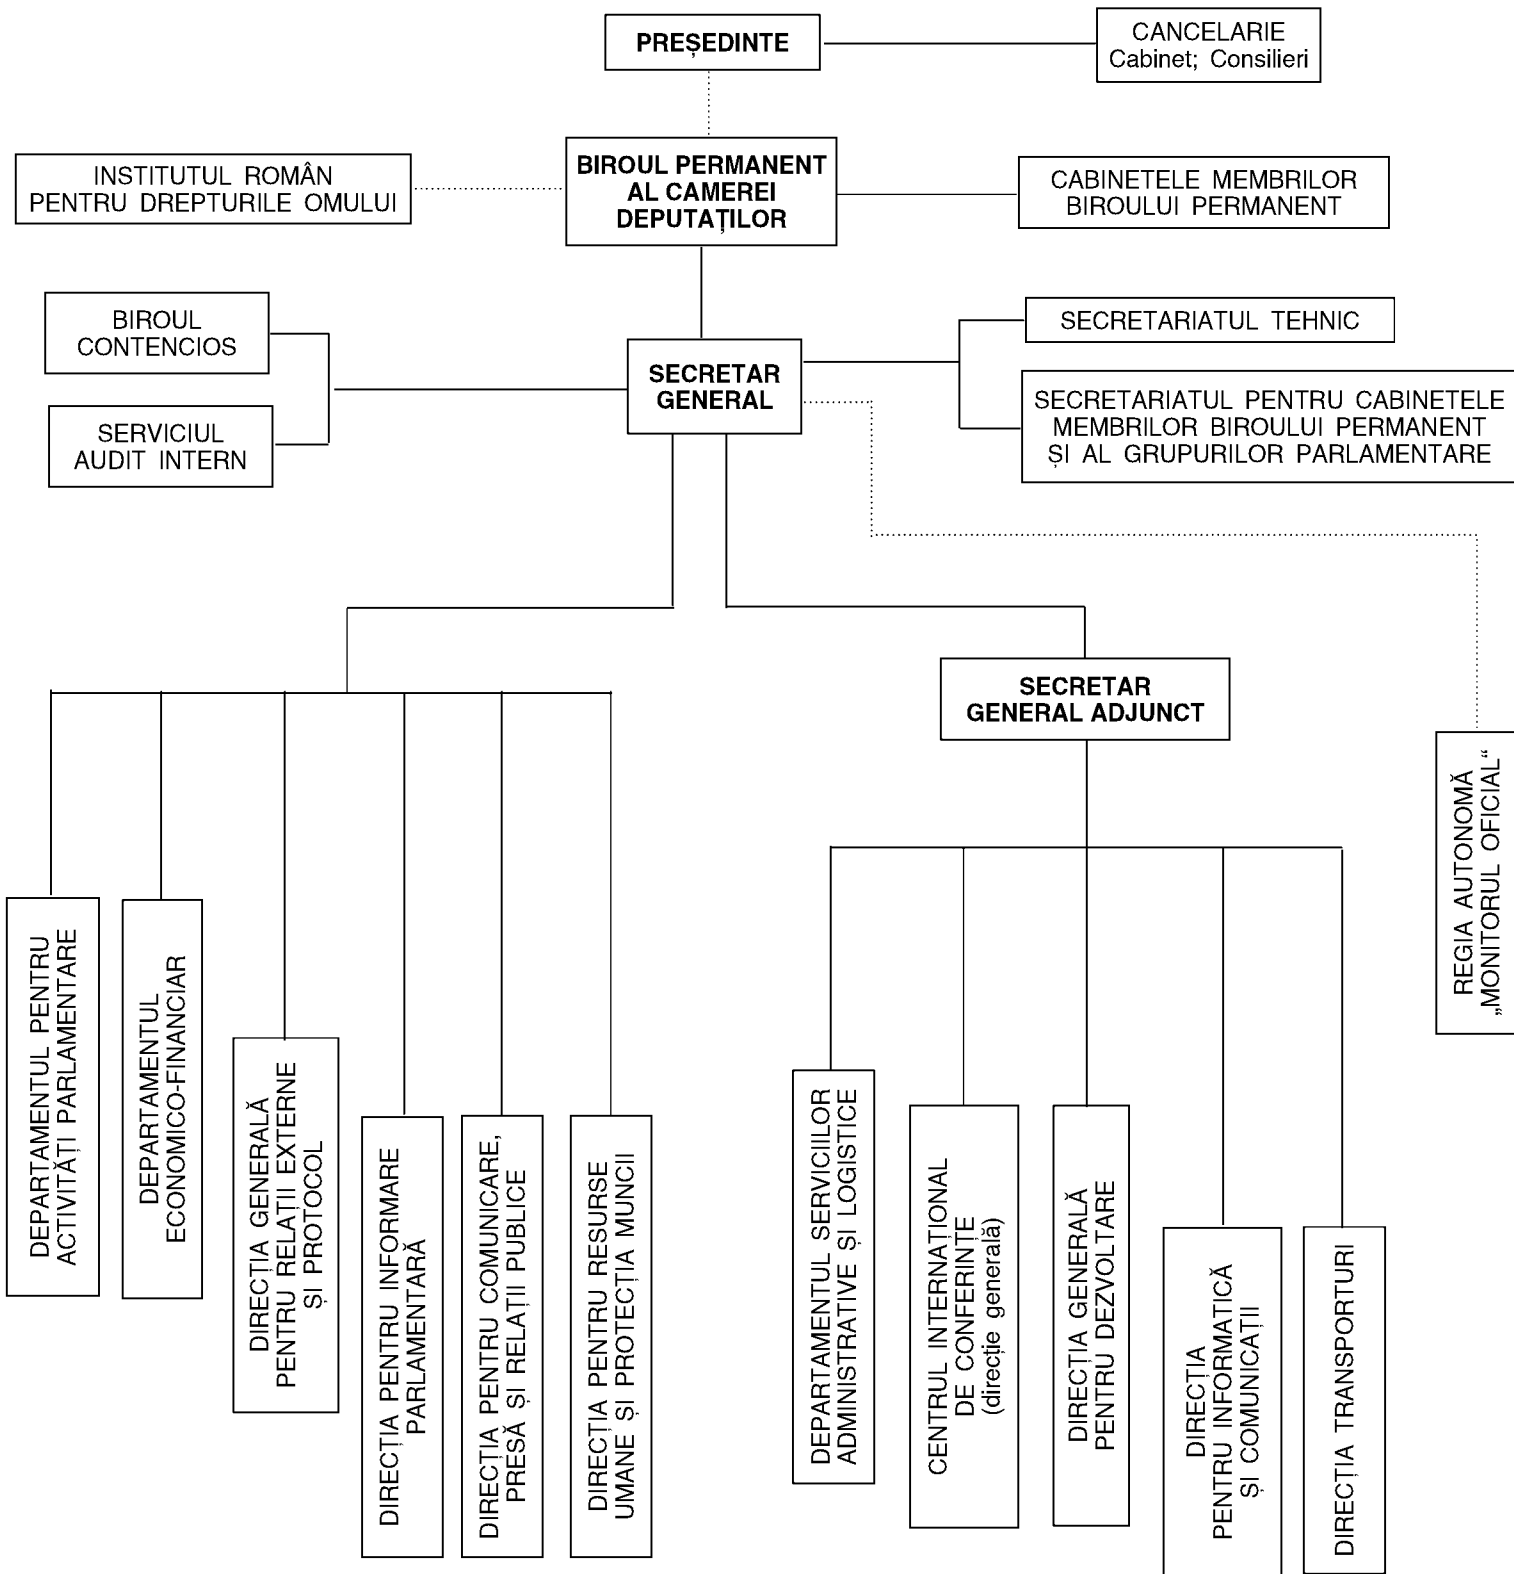 PREȘEDINTE
CANCELARIE
Cabinet; Consilieri
INSTITUTUL ROMÂN
PENTRU DREPTURILE OMULUI
BIROUL PERMANENT
AL CAMEREI
DEPUTAȚILOR
CABINETELE MEMBRILOR
BIROULUI PERMANENT
BIROUL
CONTENCIOS
SERVICIUL
AUDIT INTERN
SECRETAR
GENERAL
SECRETARIATUL TEHNIC
SECRETARIATUL PENTRU CABINETELE
MEMBRILOR BIROULUI PERMANENT
ȘI AL GRUPURILOR PARLAMENTARE
SECRETAR
GENERAL ADJUNCT
REGIA AUTONOMĂ
„MONITORUL OFICIAL“
DEPARTAMENTUL PENTRU
ACTIVITĂȚI PARLAMENTARE
DEPARTAMENTUL
ECONOMICO-FINANCIAR
DIRECȚIA GENERALĂ
PENTRU RELAȚII EXTERNE
ȘI PROTOCOL
DIRECȚIA PENTRU INFORMARE
PARLAMENTARĂ
DIRECȚIA PENTRU COMUNICARE,
PRESĂ ȘI RELAȚII PUBLICE
DIRECȚIA PENTRU RESURSE
UMANE ȘI PROTECȚIA MUNCII
DEPARTAMENTUL SERVICIILOR
ADMINISTRATIVE ȘI LOGISTICE
CENTRUL INTERNAȚIONAL
DE CONFERINȚE
(direcție generală)
DIRECȚIA GENERALĂ
PENTRU DEZVOLTARE
DIRECȚIA
PENTRU INFORMATICĂ
ȘI COMUNICAȚII
DIRECȚIA TRANSPORTURI